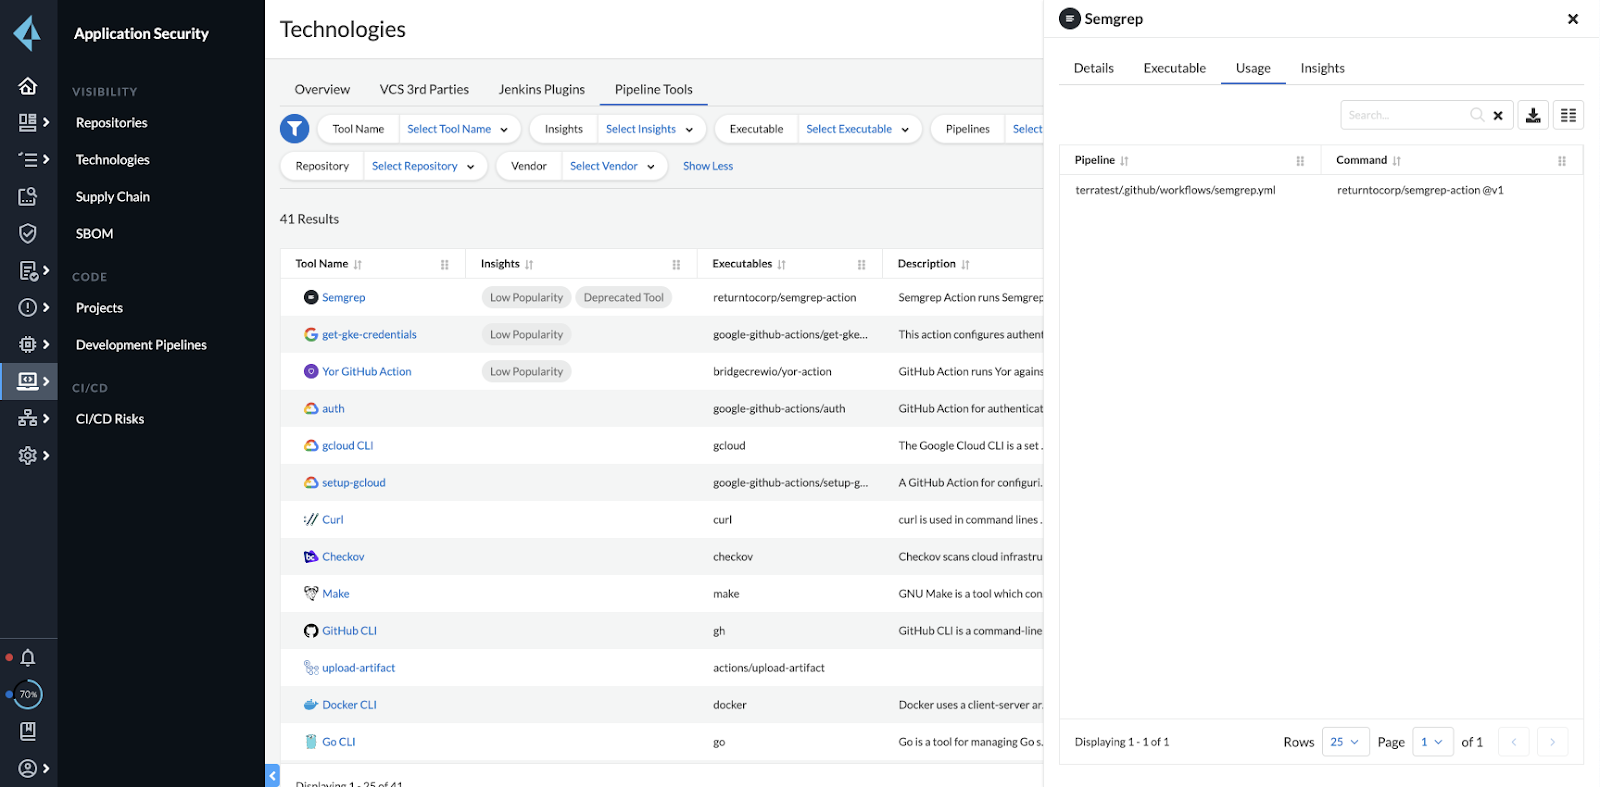 Application Security
VISIBILITY
Repositories
Technologies
Supply Chain
SBOM
CODE
Projects
Development Pipelines
CI/CD
CI/CD Risks
70%
Technologies
Overview VCS 3rd Parties Jenkins Plugins Pipeline Tools
Tool Name Select Tool Name Insights Select Insights Executable Select Executable Pipelines Select
Repository Select Repository Vendor Select Vendor Show Less
41 Results
Tool Name Insights Executables Description
Semgrep Low Popularity Deprecated Tool returntocorp/semgrep-action Semgrep Action runs Semgrep
get-gke-credentials Low Popularity google-github-actions/get-gke... This action configures authent
Yor GitHub Action Low Popularity bridgecrewio/yor-action GitHub Action runs Yor agains
auth google-github-actions/auth GitHub Action for authenticat
gcloud CLI gcloud The Google Cloud CLI is a set .
setup-gcloud google-github-actions/setup-g... A GitHub Action for configuri.
Curl curl curl is used in command lines .
Checkov checkov Checkov scans cloud infrastru
Make make GNU Make is a tool which con.
GitHub CLI gh GitHub CLI is a command-line
upload-artifact actions/upload-artifact
Docker CLI docker Docker uses a client-server ar.
Go CLI go Go is a tool for managing Go s.
Displaying 1 - 25 of 41
Semgrep
Details Executable Usage Insights
Search...
Pipeline Command
terratest/.github/workflows/semgrep.yml returntocorp/semgrep-action @v1
Displaying 1 - 1 of 1 Rows 25 Page 1 of 1